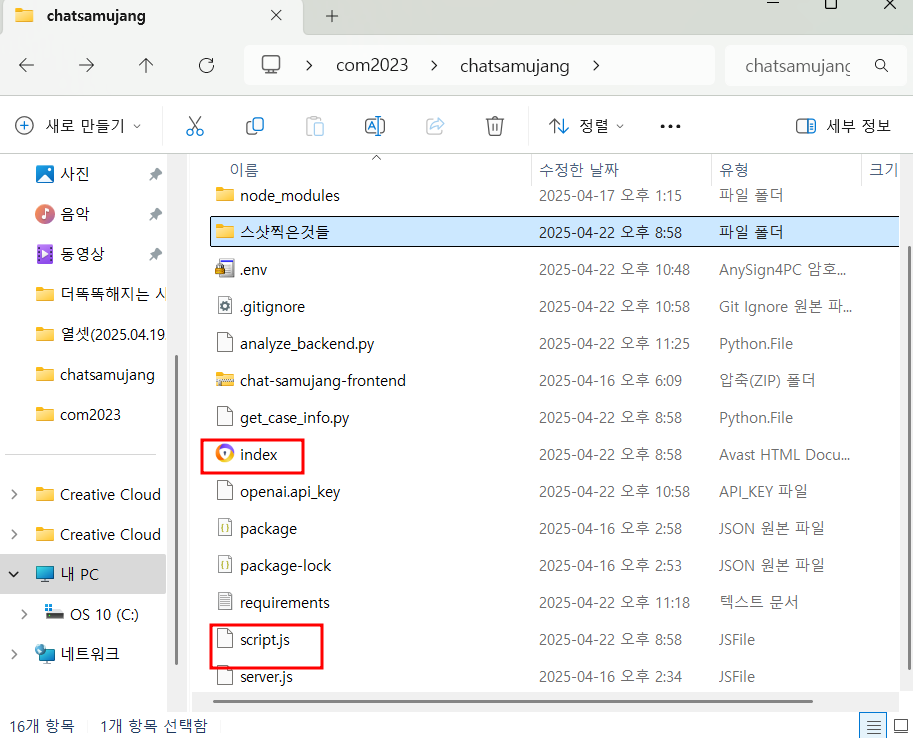 chatsamujang
com2023 chatsamujang
chatsamujang
새로 만들기 정렬 세부 정보
사진
음악
동영상
더똑똑해지는 시
열셋(2025.04.19
chatsamujang
com2023
Creative Cloud
Creative Cloud
내 PC
OS 10 (C:)
네트워크
이름 수정한 날짜 유형 크기
node_modules 2025-04-17 오후 1:15 파일 폴더
스샷찍은것들 2025-04-22 오후 8:58 파일 폴더
.env 2025-04-22 오후 10:48 AnySign4PC 암호...
.gitignore 2025-04-22 오후 10:58 Git Ignore 원본 파...
analyze_backend.py 2025-04-22 오후 11:25 Python.File
chat-samujang-frontend 2025-04-16 오후 6:09 압축(ZIP) 폴더
get_case_info.py 2025-04-22 오후 8:58 Python.File
index 2025-04-22 오후 8:58 Avast HTML Docu...
openai.api_key 2025-04-22 오후 10:58 API_KEY 파일
package 2025-04-16 오후 2:58 JSON 원본 파일
package-lock 2025-04-16 오후 2:53 JSON 원본 파일
requirements 2025-04-22 오후 11:18 텍스트 문서
script.js 2025-04-22 오후 8:58 JSFile
server.js 2025-04-16 오후 2:34 JSFile
16개 항목 1개 항목 선택함